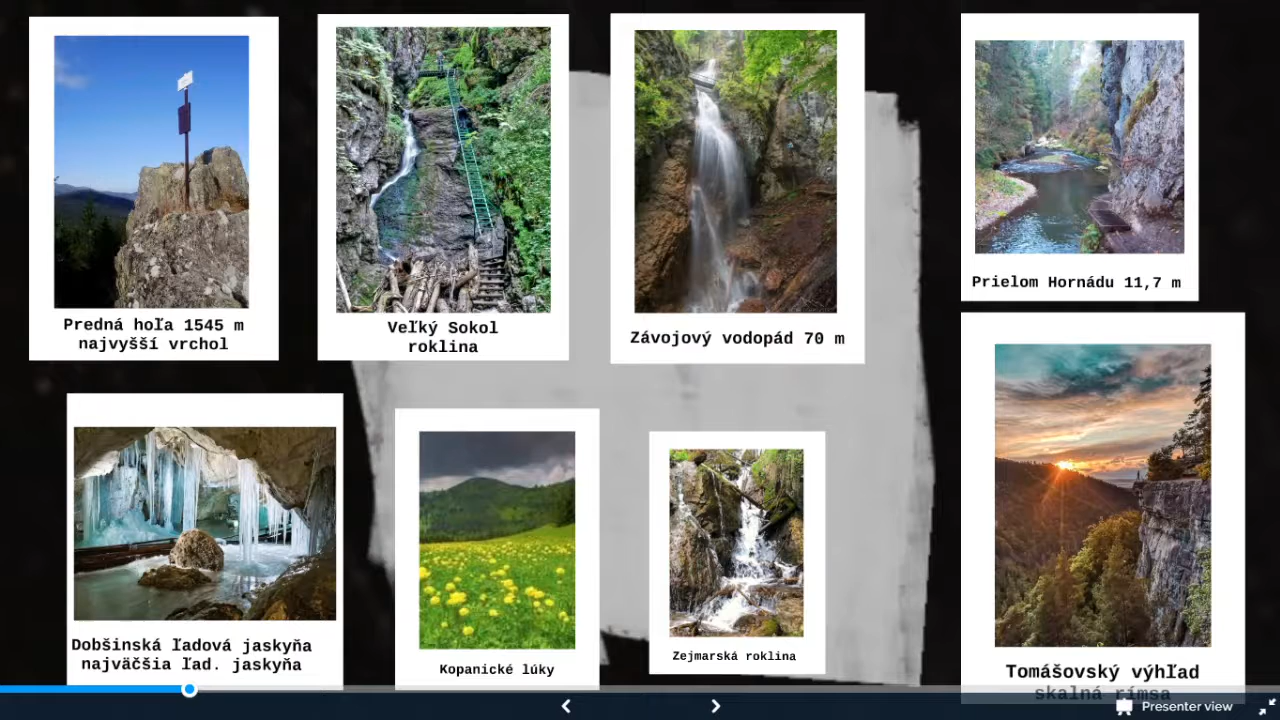 Predná hoľa 1545 m
najvyšší vrchol
Veľký Sokol
roklina
Závojový vodopád 70 m
Prielom Hornádu 11,7 m
Dobšinská Ľadová jaskyňa
najväčšia Ľad. jaskyňa
Kopanické lúky
Zejmarská roklina
Tomášovský výhľad
skalná rímsa
Presenter view